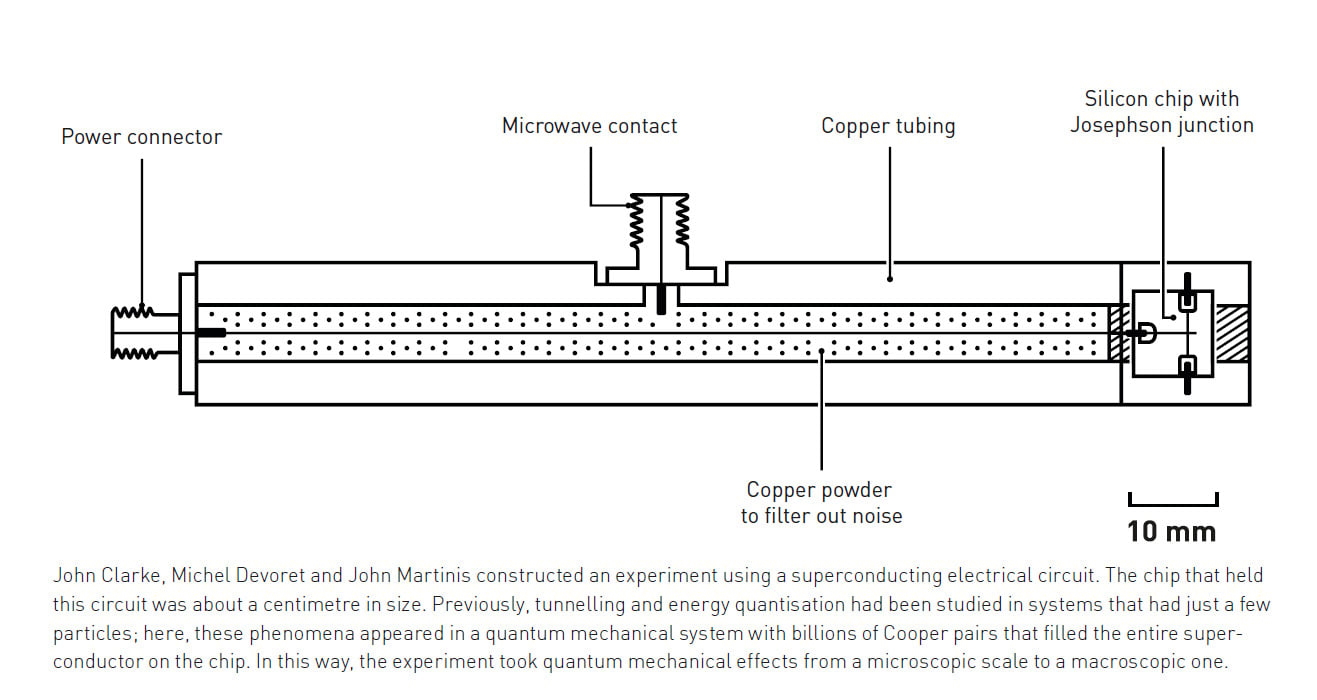 Silicon chip with
Josephson junction
Power connector
Microwave contact
Copper tubing
Copper powder
to filter out noise
10 mm
John Clarke, Michel Devoret and John Martinis constructed an experiment using a superconducting electrical circuit. The chip that held
this circuit was about a centimetre in size. Previously, tunnelling and energy quantisation had been studied in systems that had just a few
particles; here, these phenomena appeared in a quantum mechanical system with billions of Cooper pairs that filled the entire super-
conductor on the chip. In this way, the experiment took quantum mechanical effects from a microscopic scale to a macroscopic one.